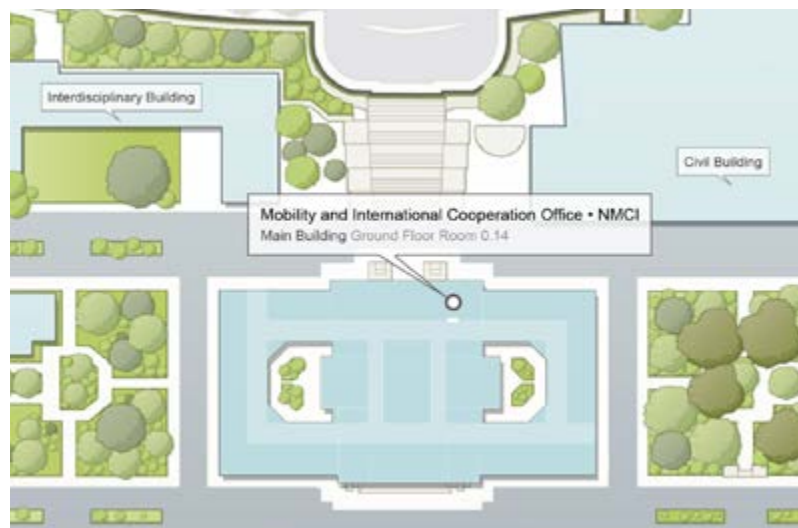 Interdisciplinary Building
Civil Building
Mobility and International Cooperation Office • NMCI
Main Building Ground Floor Room 0.14